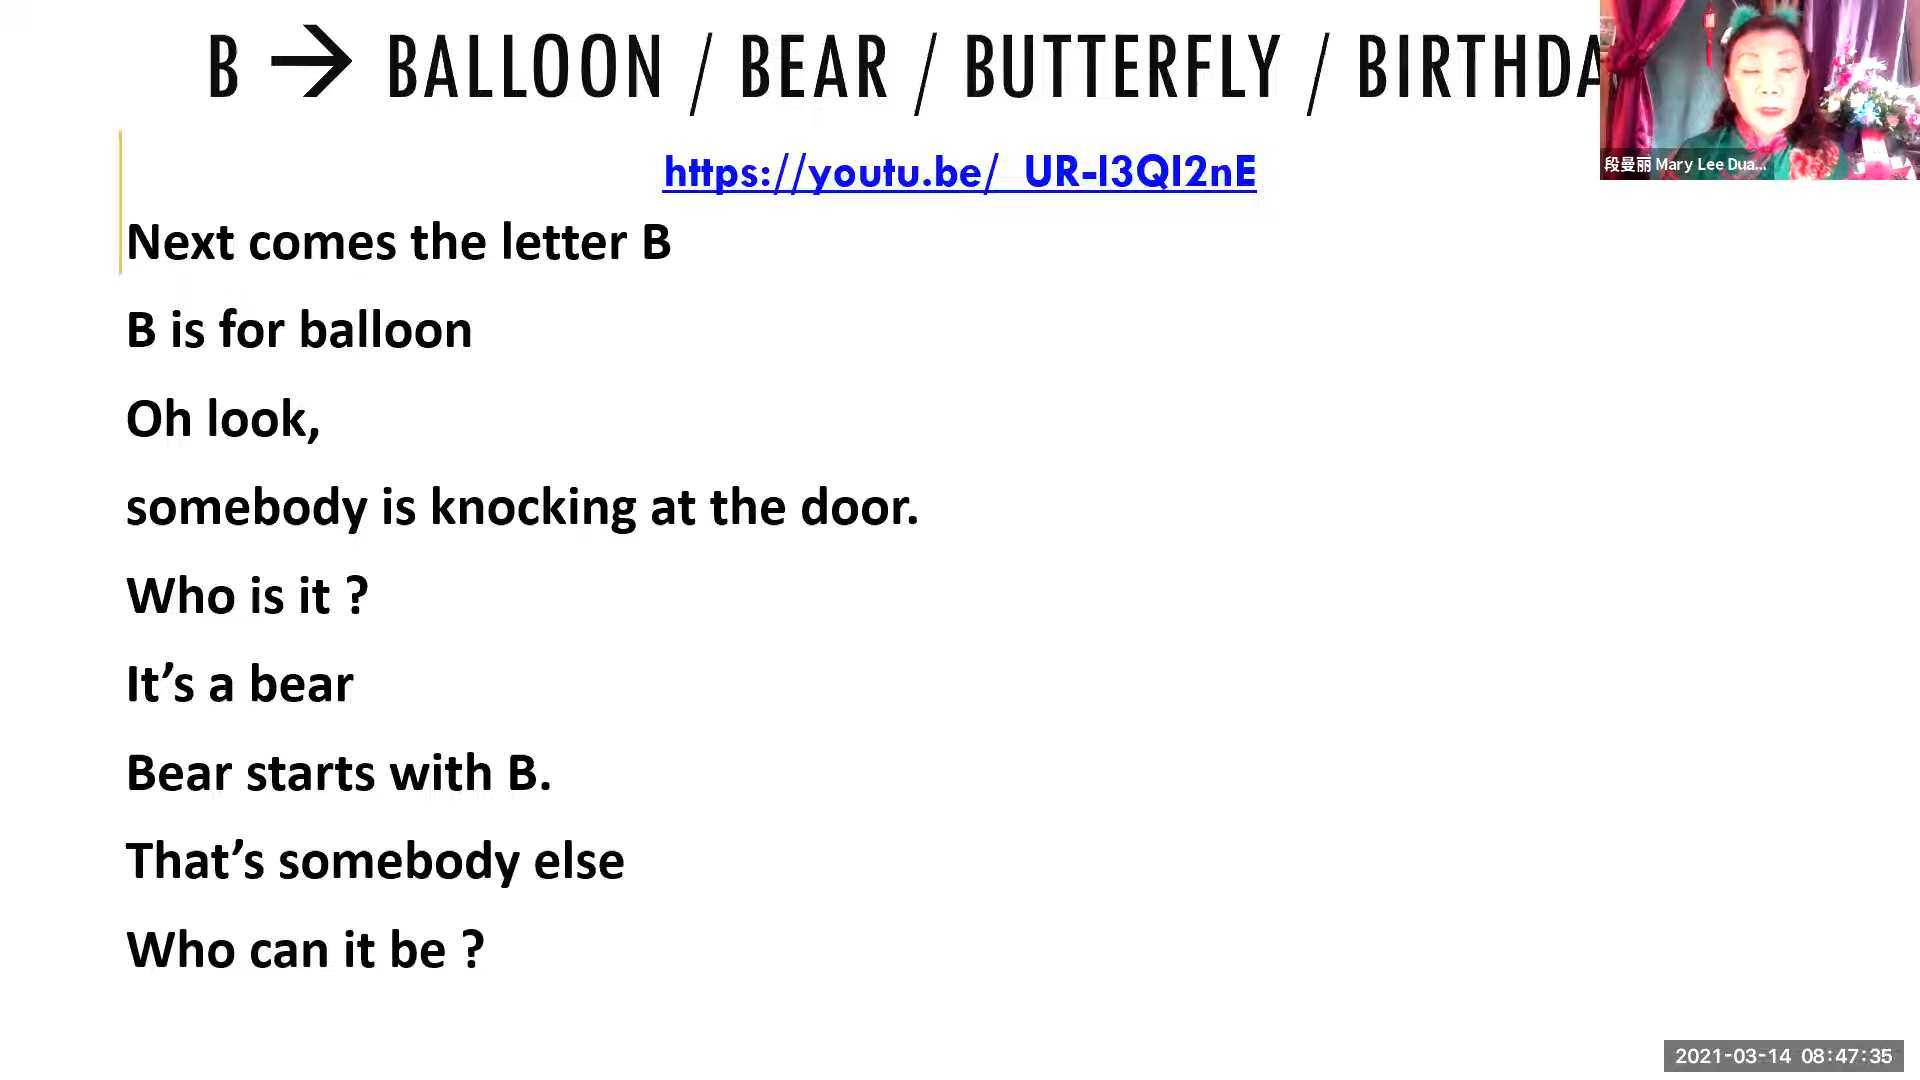 B → BALLOON / BEAR / BUTTERFLY / BIRTHDA
https://youtu.be/_UR-I3QI2nE
段曼丽 Mary Lee Dua...
Next comes the letter B
B is for balloon
Oh look,
somebody is knocking at the door.
Who is it ?
It’s a bear
Bear starts with B.
That’s somebody else
Who can it be ?
2021-03-14 08:47:35